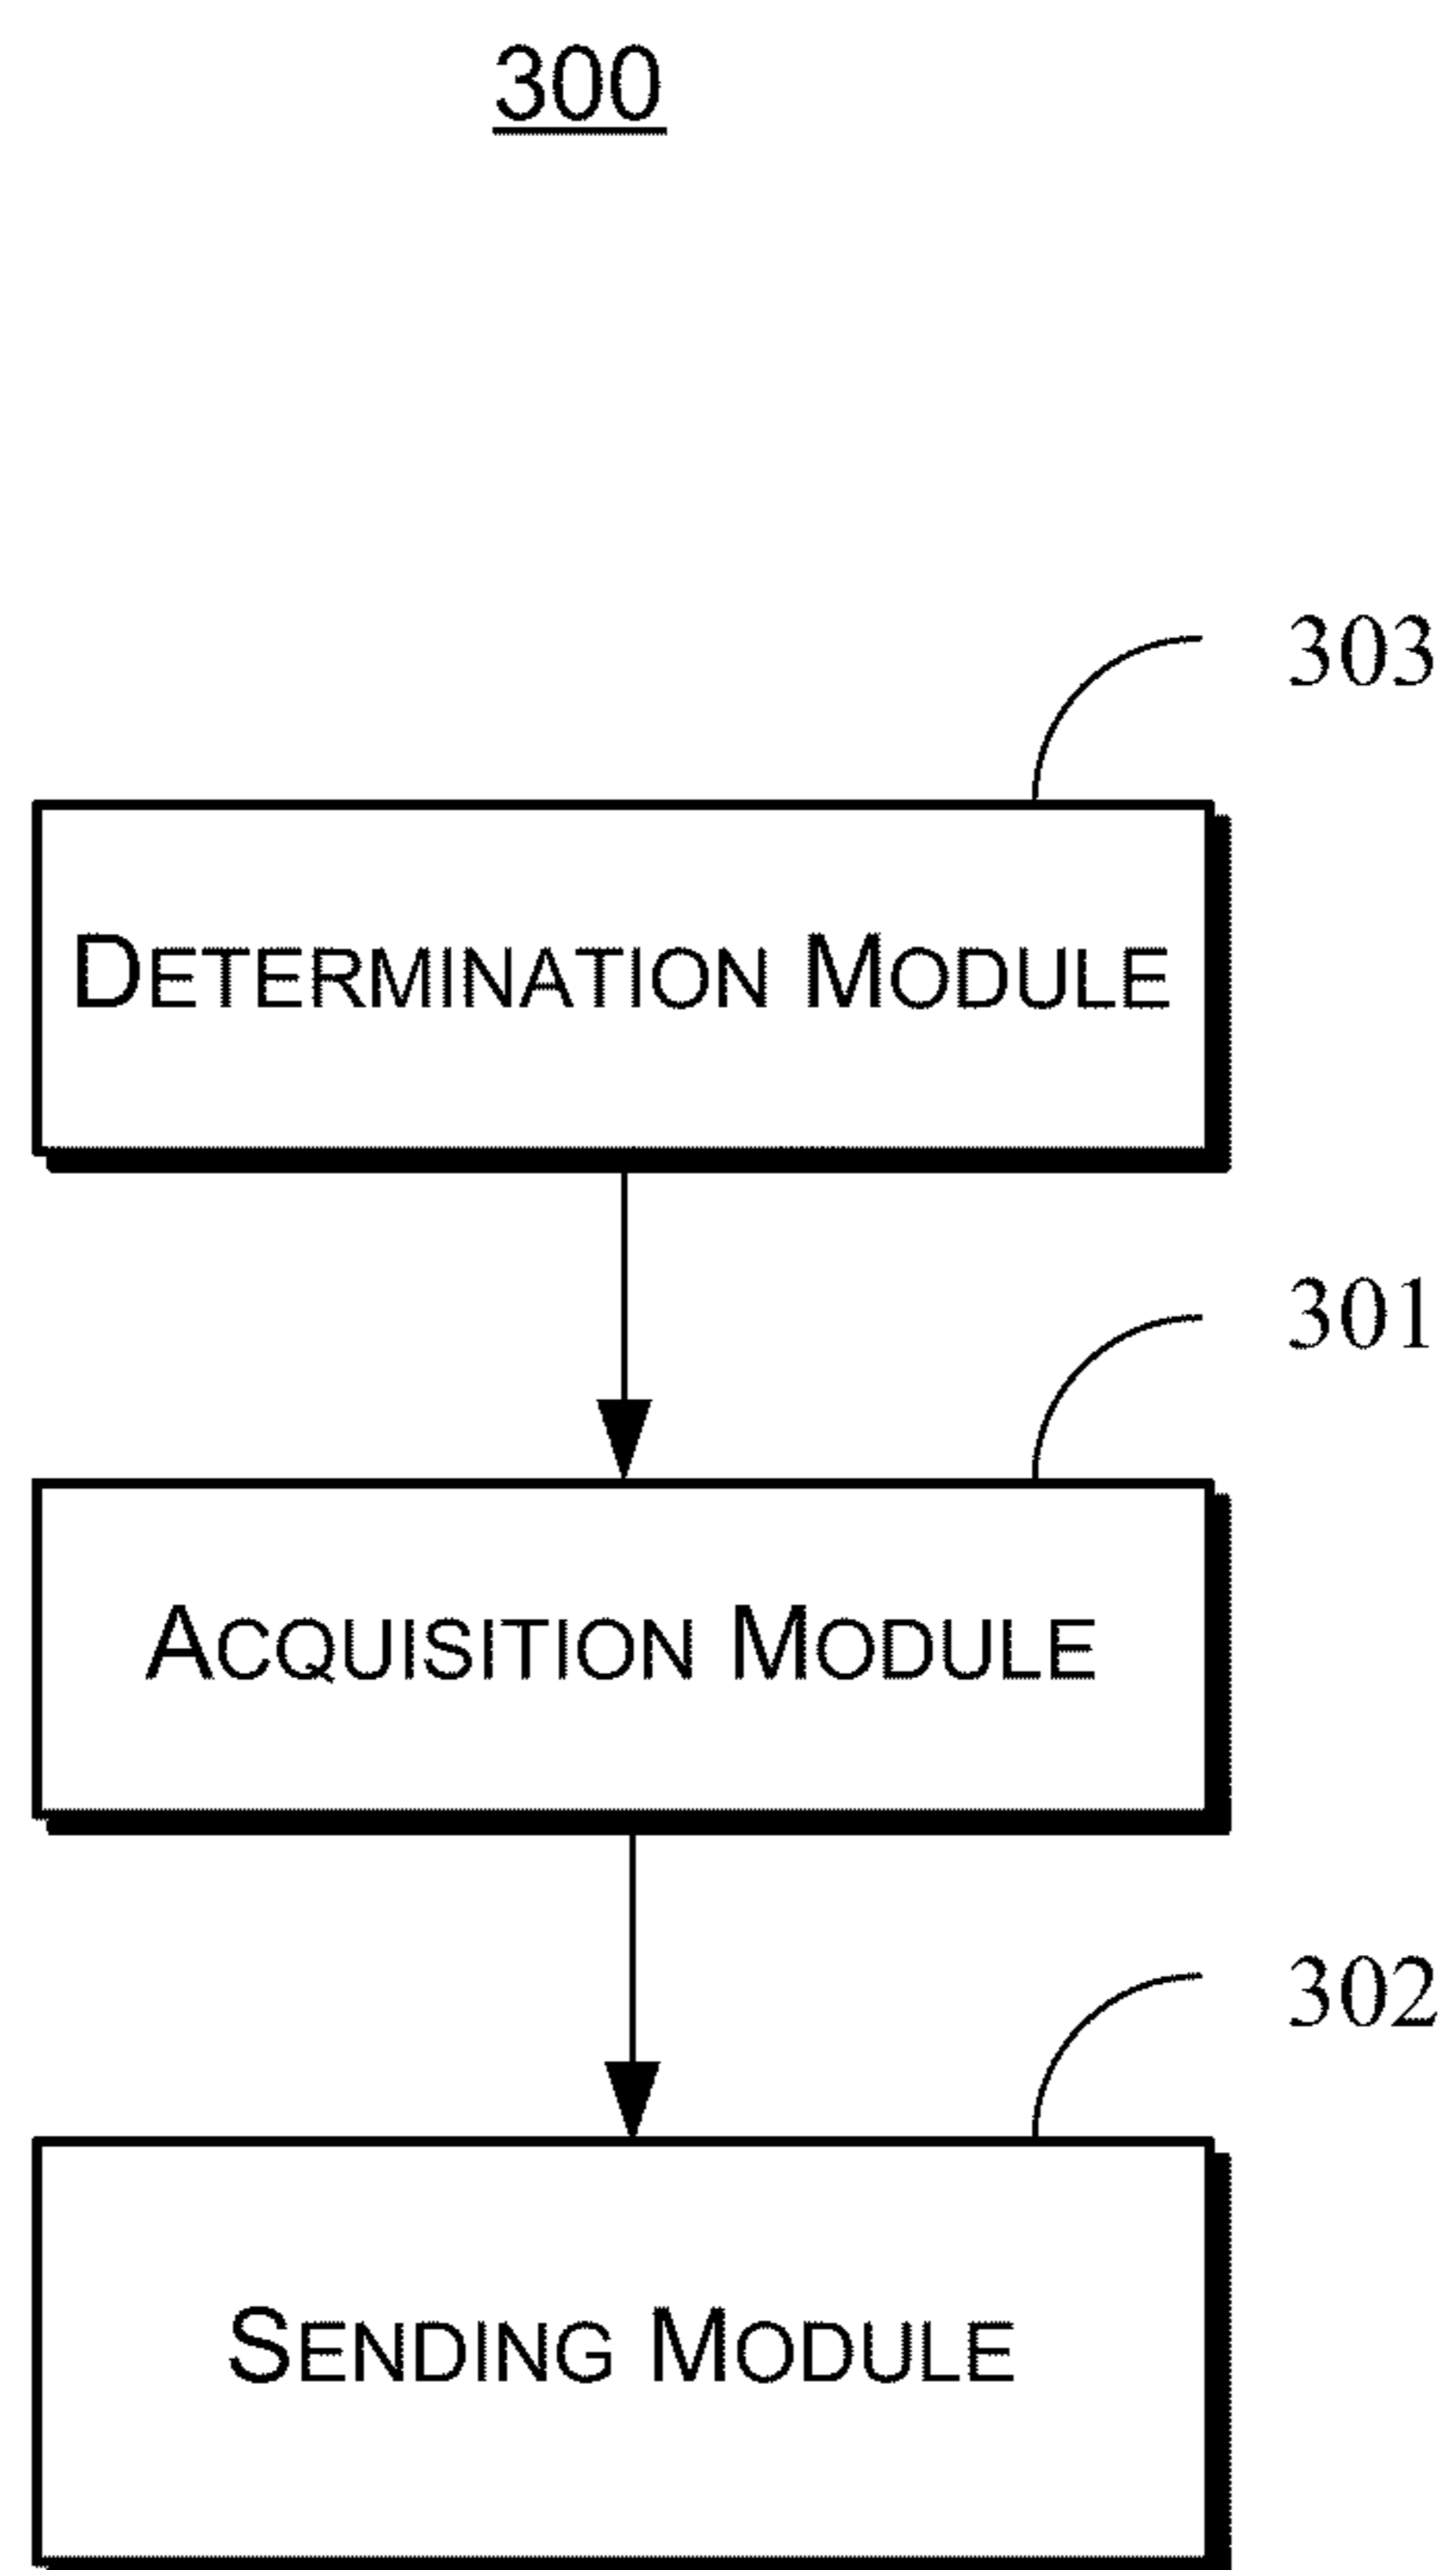 300
303
DETERMINATION MODULE
301
ACQUISITION MODULE
302
SENDING MODULE